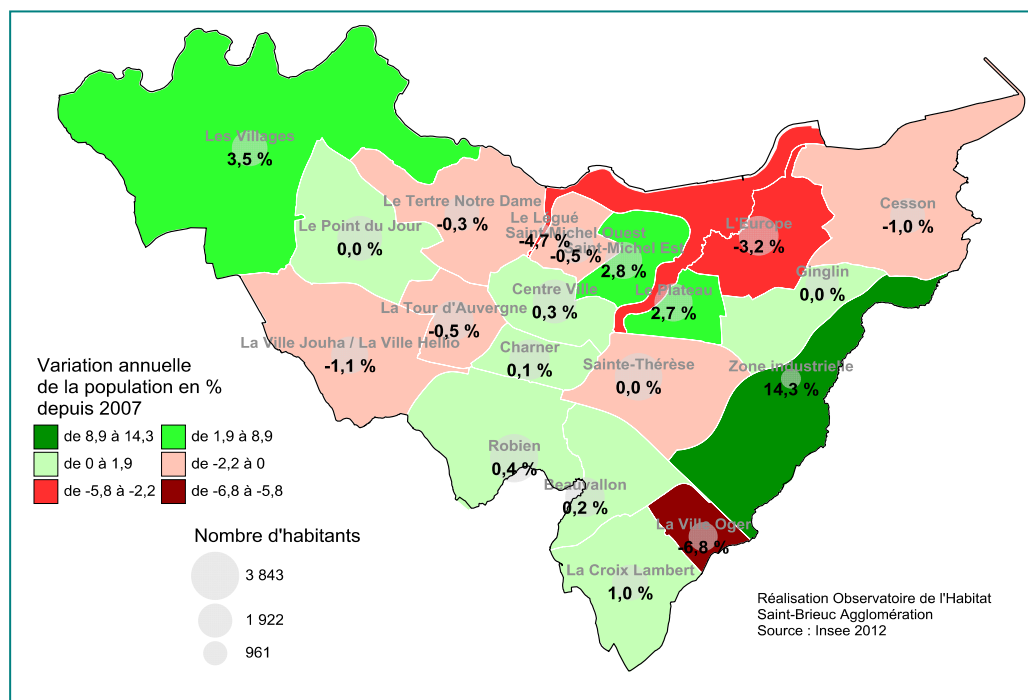 Les Villages
3,5 %
Le Tertre Notre Dame
-0,3 %
Le Point du Jour
0,0 %
Le Légué
-4,7 %
Saint-Michel Ouest
-0,5 %
Saint-Michel Est
2,8 %
L'Europe
-3,2 %
Cesson
-1,0 %
Ginglin
0,0 %
Centre Ville
0,3 %
Le Plateau
2,7 %
La Tour d'Auvergne
-0,5 %
La Ville Jouha / La Ville Hellio
-1,1 %
Charner
0,1 %
Sainte-Thérèse
0,0 %
Zone industrielle
14,3 %
Robien
0,4 %
Beauvallon
0,2 %
La Ville Oger
-6,8 %
La Croix Lambert
1,0 %
Variation annuelle
de la population en %
depuis 2007
de 8,9 à 14,3
de 1,9 à 8,9
de 0 à 1,9
de -2,2 à 0
de -5,8 à -2,2
de -6,8 à -5,8
Nombre d'habitants
3 843
1 922
961
Réalisation Observatoire de l'Habitat
Saint-Brieuc Agglomération
Source : Insee 2012